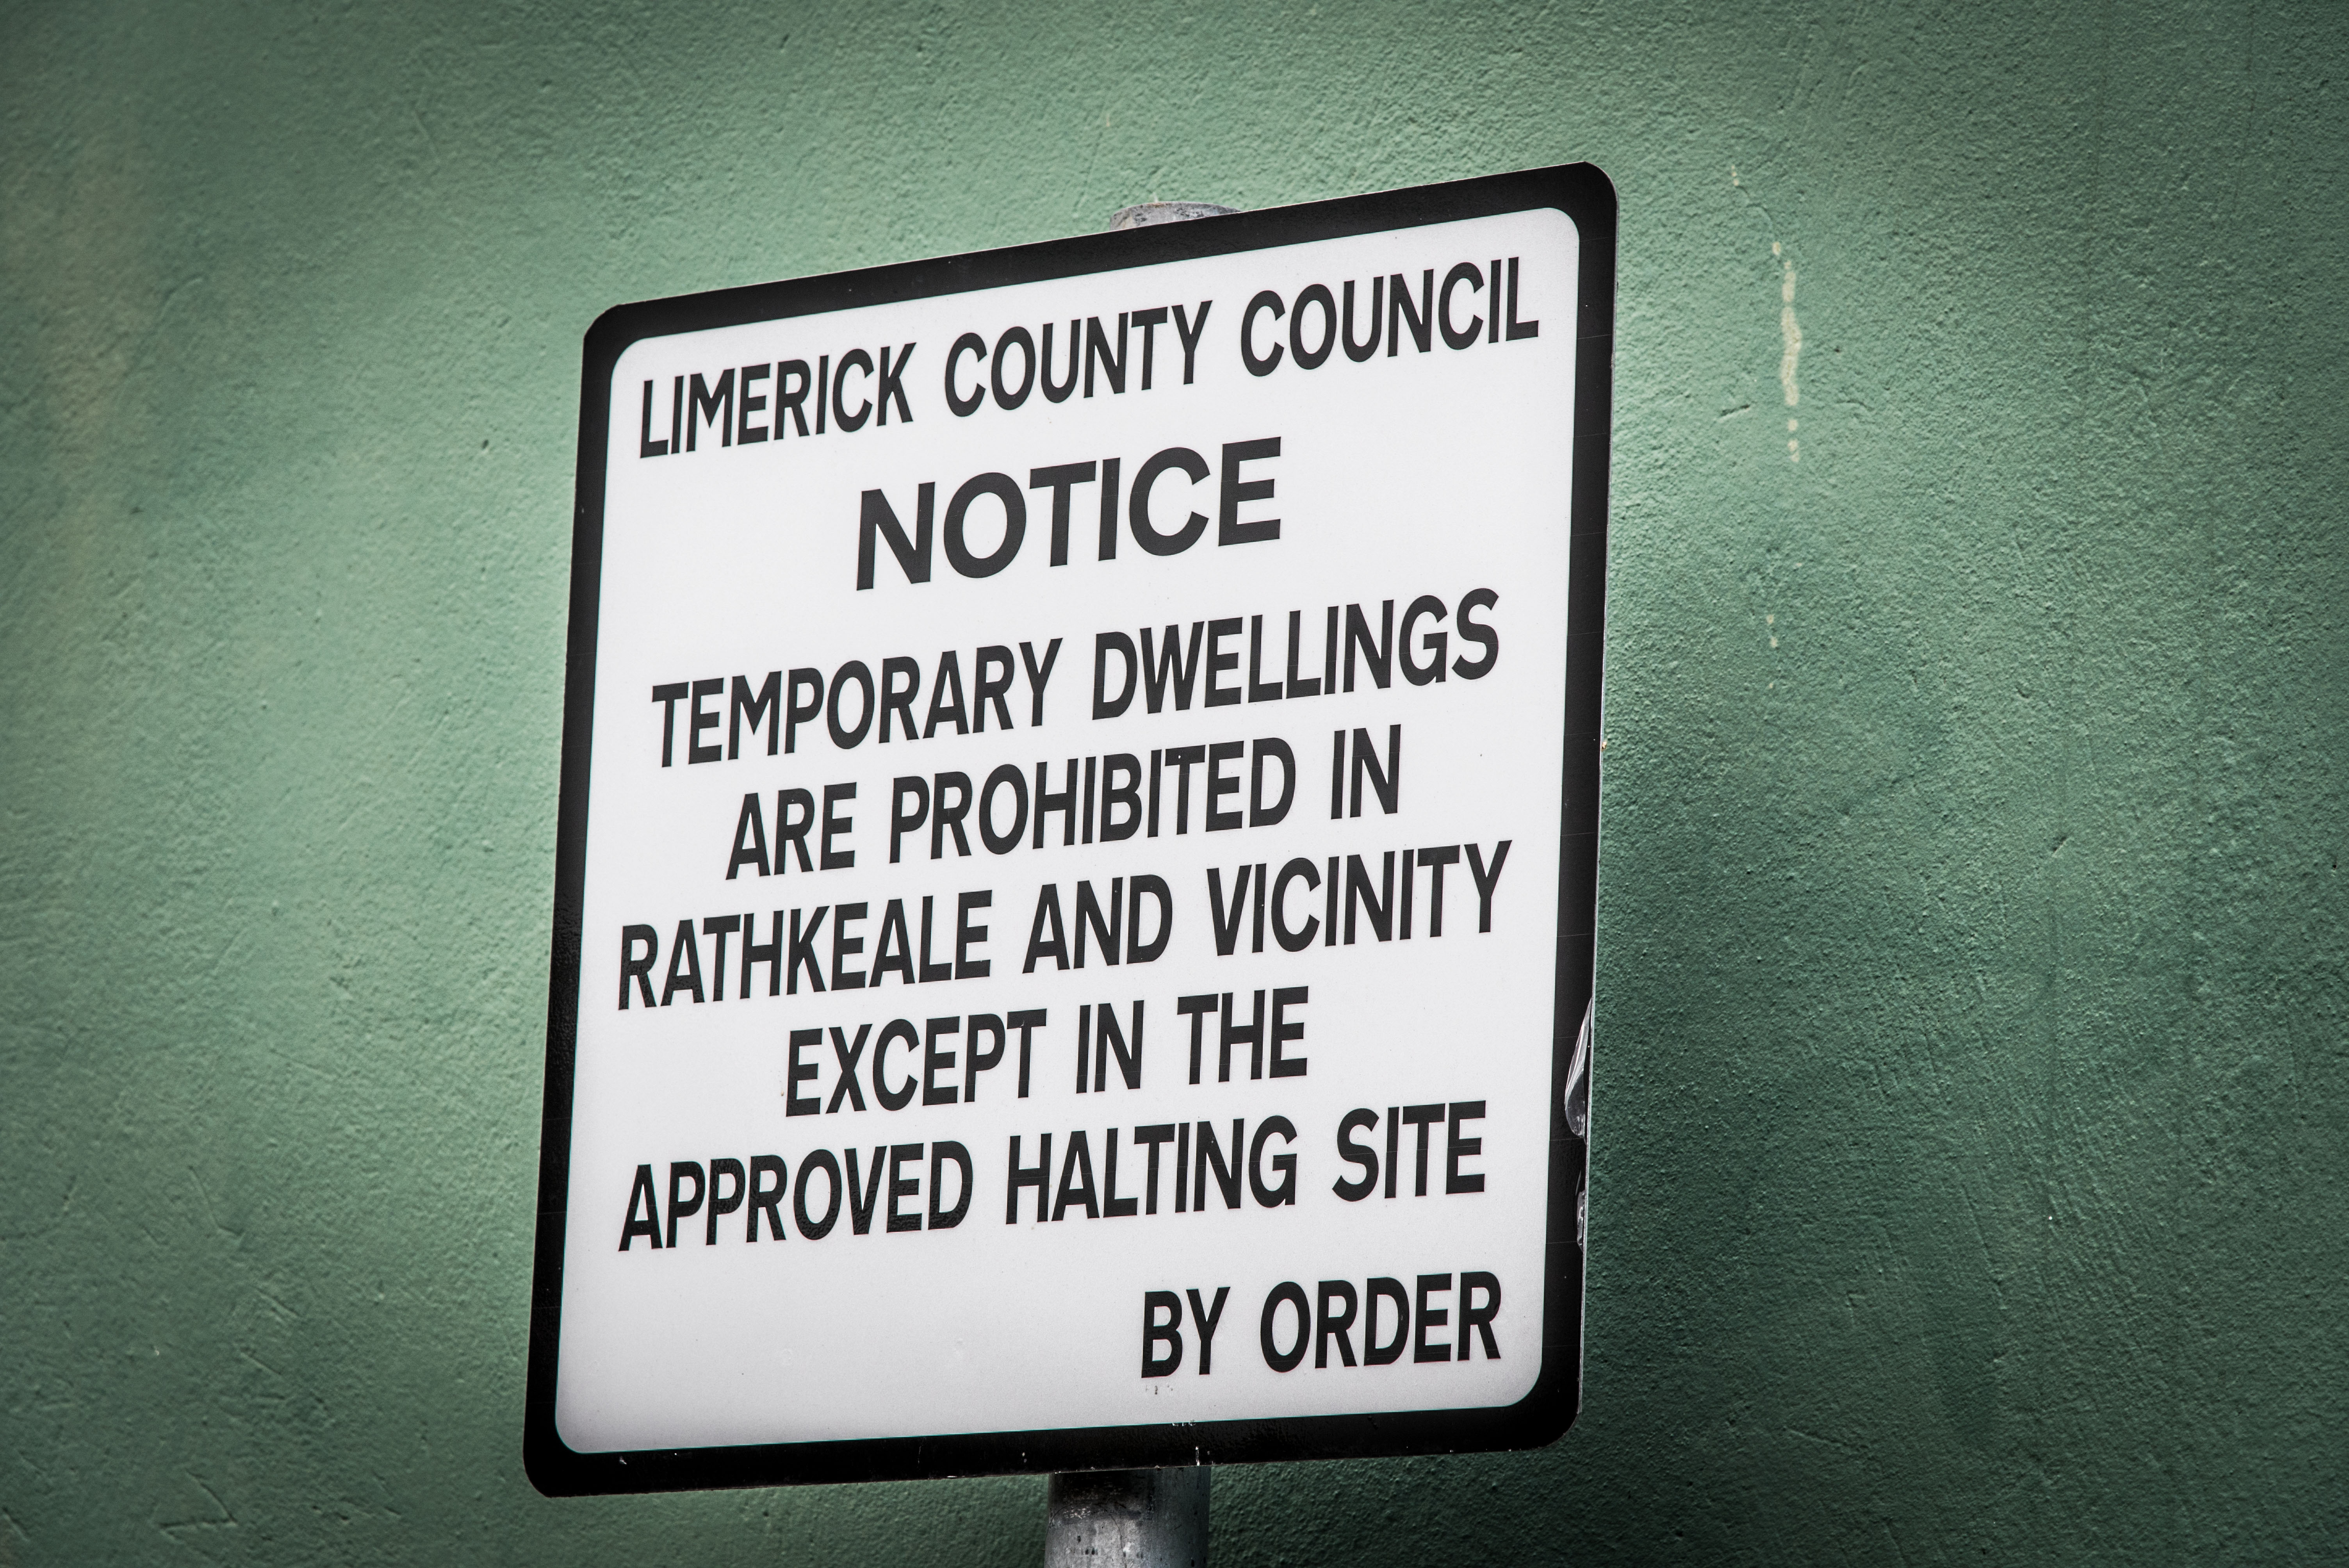 LIMERICK COUNTY COUNCIL
NOTICE
TEMPORARY DWELLINGS
ARE PROHIBITED IN
RATHKEALE AND VICINITY
EXCEPT IN THE
APPROVED HALTING SITE
BY ORDER